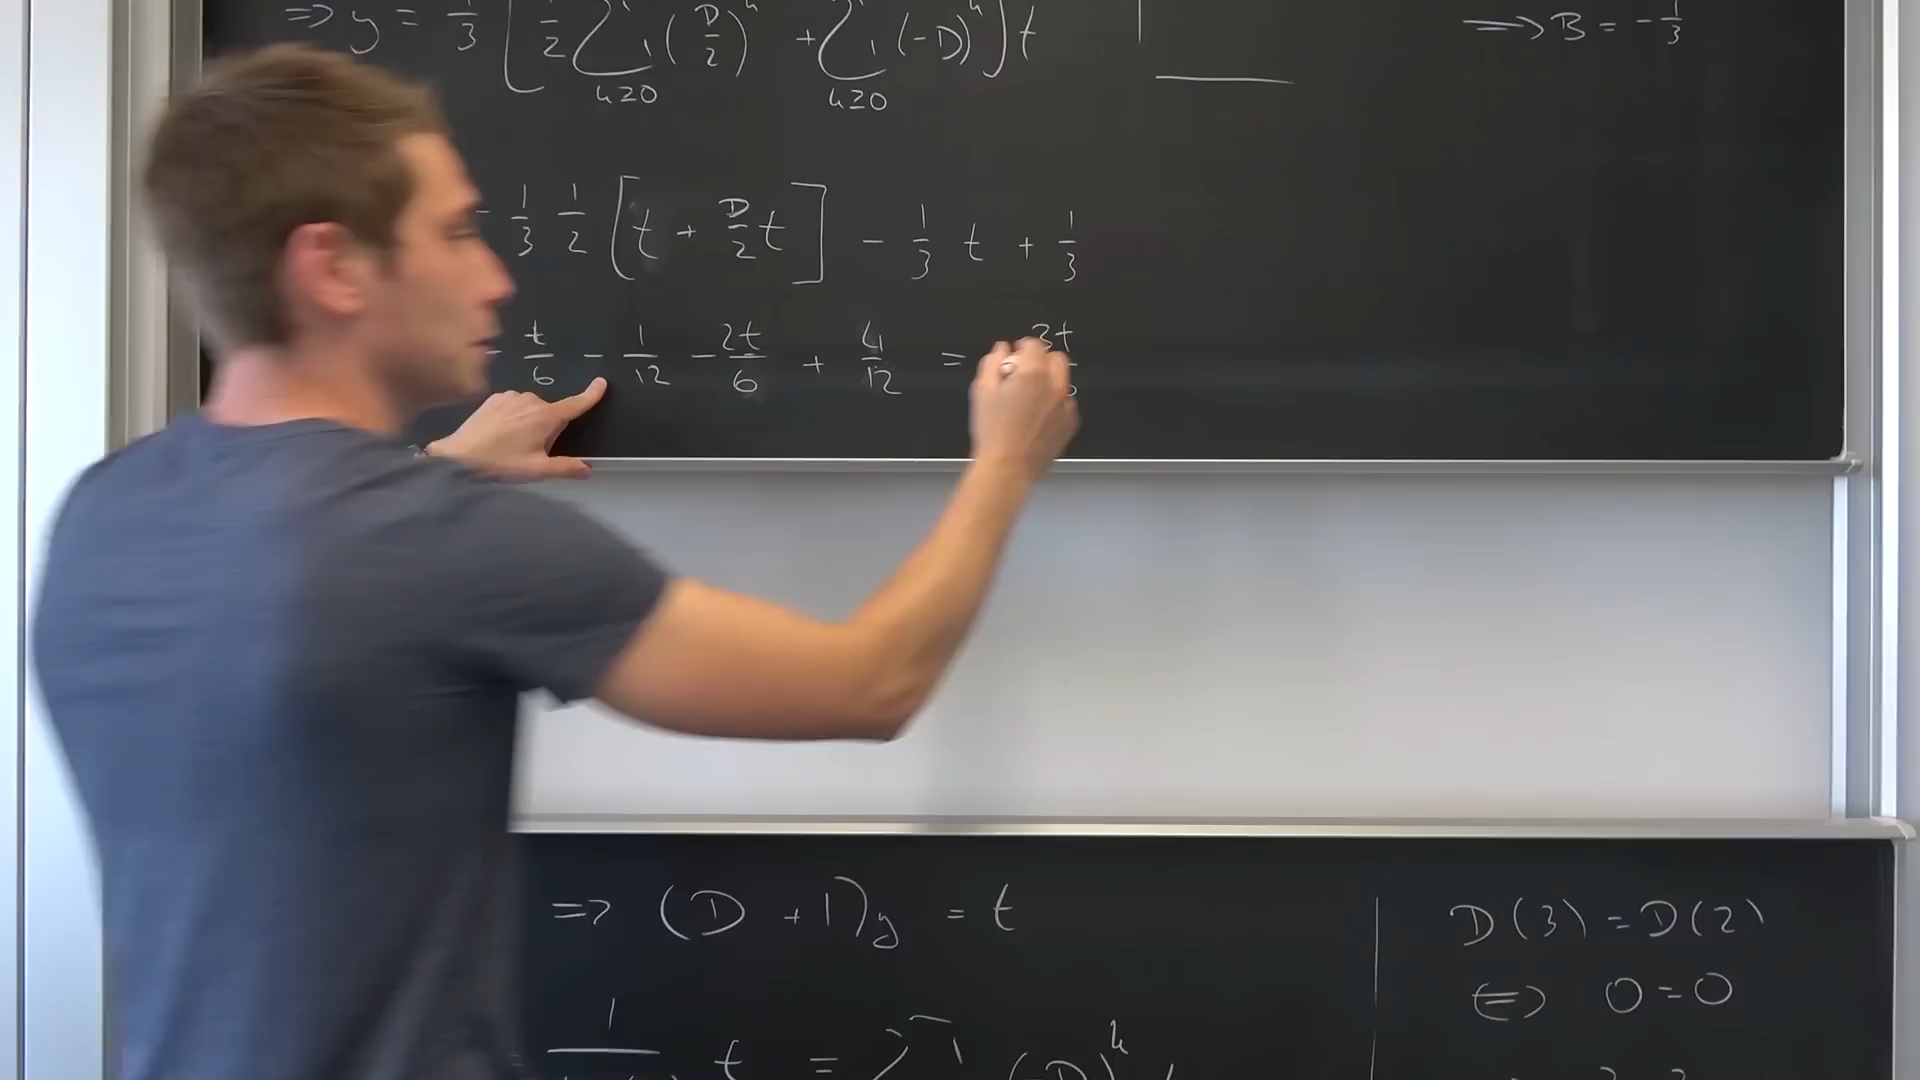 => y = 1/3 [ 1/2 ∑ n≥0 (D/2)^n + ∑ n≥0 (-D)^n ] t
=> B = -1/3
- 1/3 1/2 [ t + D/2 t ] - 1/3 t + 1/3
- t/6 - 1/12 - 2t/6 + 4/12 = 3t
=> (D + 1)y = t
D(3) = D(2)
<=> 0 = 0
1 t = ∑ (-D)^n